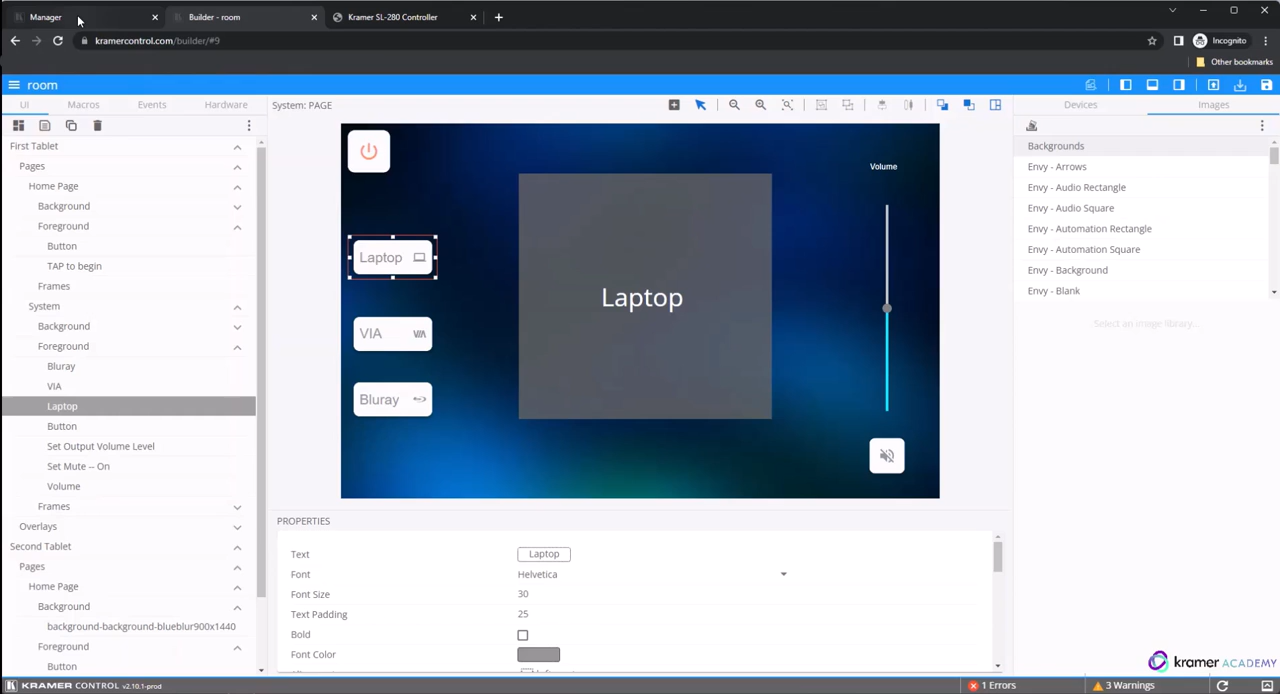 Manager
Builder - room
Kramer SL-280 Controller
kramercontrol.com/builder/#9
Incognito
Other bookmarks
room
UI Macros Events Hardware
System: PAGE
Devices Images
First Tablet
Pages
Home Page
Background
Foreground
Button
TAP to begin
Frames
System
Background
Foreground
Bluray
VIA
Laptop
Button
Set Output Volume Level
Set Mute -- On
Volume
Frames
Overlays
Second Tablet
Pages
Home Page
Background
background-background-blueblur900x1440
Foreground
Button
Volume
Laptop
Laptop
VIA
VIA
Bluray
Backgrounds
Envy - Arrows
Envy - Audio Rectangle
Envy - Audio Square
Envy - Automation Rectangle
Envy - Automation Square
Envy - Background
Envy - Blank
Select an image library...
PROPERTIES
Text Laptop
Font Helvetica
Font Size 30
Text Padding 25
Bold
Font Color
kramer ACADEMY
KRAMER CONTROL v2.10.1-prod
1 Errors
3 Warnings